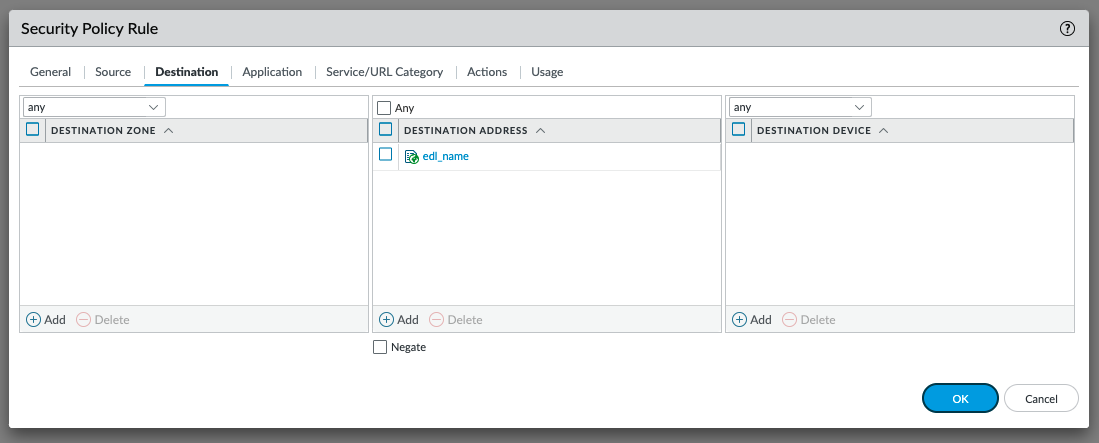 Security Policy Rule
?
General
Source
Destination
Application
Service/URL Category
Actions
Usage
any
DESTINATION ZONE
Add
Delete
Any
DESTINATION ADDRESS
edl_name
Add
Delete
Negate
any
DESTINATION DEVICE
Add
Delete
OK
Cancel